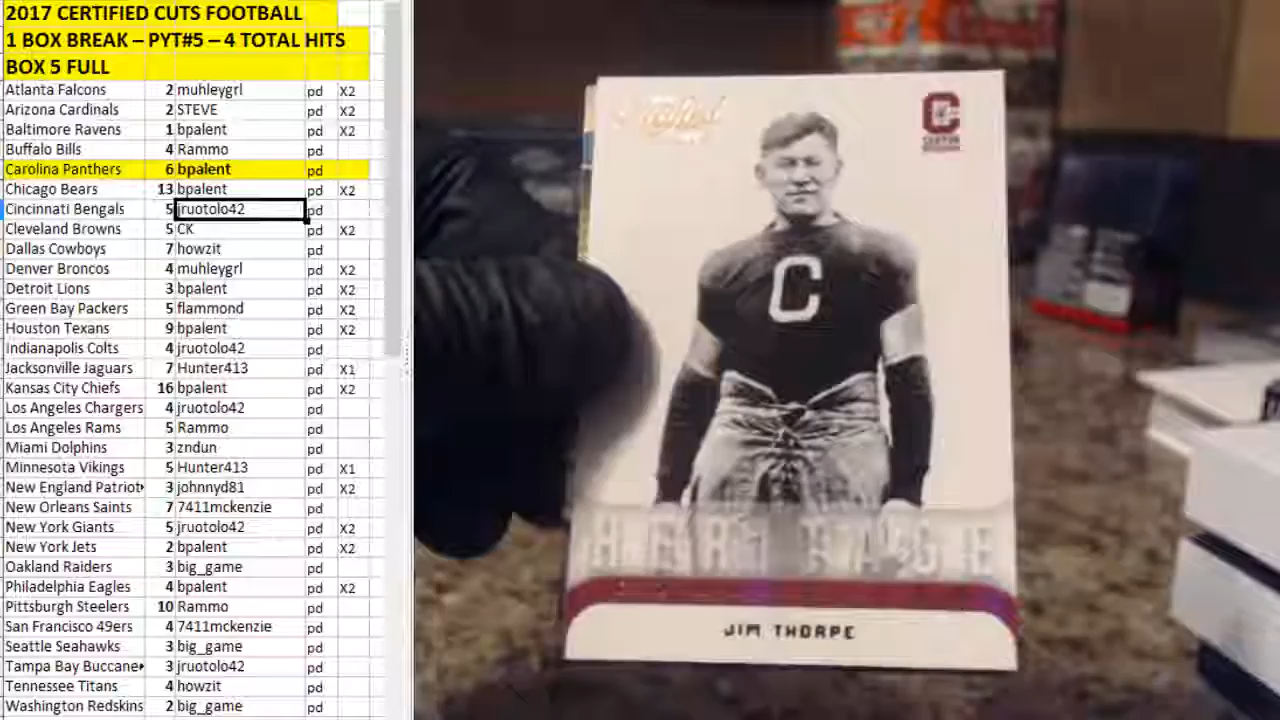 2017 CERTIFIED CUTS FOOTBALL
1 BOX BREAK – PYT#5 – 4 TOTAL HITS
BOX 5 FULL
Atlanta Falcons 2 muhleygrl pd X2
Arizona Cardinals 2 STEVE pd X2
Baltimore Ravens 1 bpalent pd X2
Buffalo Bills 4 Rammo pd
Carolina Panthers 6 bpalent pd
Chicago Bears 13 bpalent pd X2
Cincinnati Bengals 5 jruotolo42 pd
Cleveland Browns 5 CK pd X2
Dallas Cowboys 7 howzit pd
Denver Broncos 4 muhleygrl pd X2
Detroit Lions 3 bpalent pd X2
Green Bay Packers 5 flammond pd X2
Houston Texans 9 bpalent pd X2
Indianapolis Colts 4 jruotolo42 pd
Jacksonville Jaguars 7 Hunter413 pd X1
Kansas City Chiefs 16 bpalent pd X2
Los Angeles Chargers 4 jruotolo42 pd
Los Angeles Rams 5 Rammo pd
Miami Dolphins 3 zndun pd
Minnesota Vikings 5 Hunter413 pd X1
New England Patriot 3 johnnyd81 pd X2
New Orleans Saints 7 7411mckenzie pd
New York Giants 5 jruotolo42 pd X2
New York Jets 2 bpalent pd X2
Oakland Raiders 3 big_game pd
Philadelphia Eagles 4 bpalent pd X2
Pittsburgh Steelers 10 Rammo pd
San Francisco 49ers 4 7411mckenzie pd
Seattle Seahawks 3 big_game pd
Tampa Bay Buccane 3 jruotolo42 pd
Tennessee Titans 4 howzit pd
Washington Redskins 2 big_game pd
C
HERITAGE
JIM THORPE